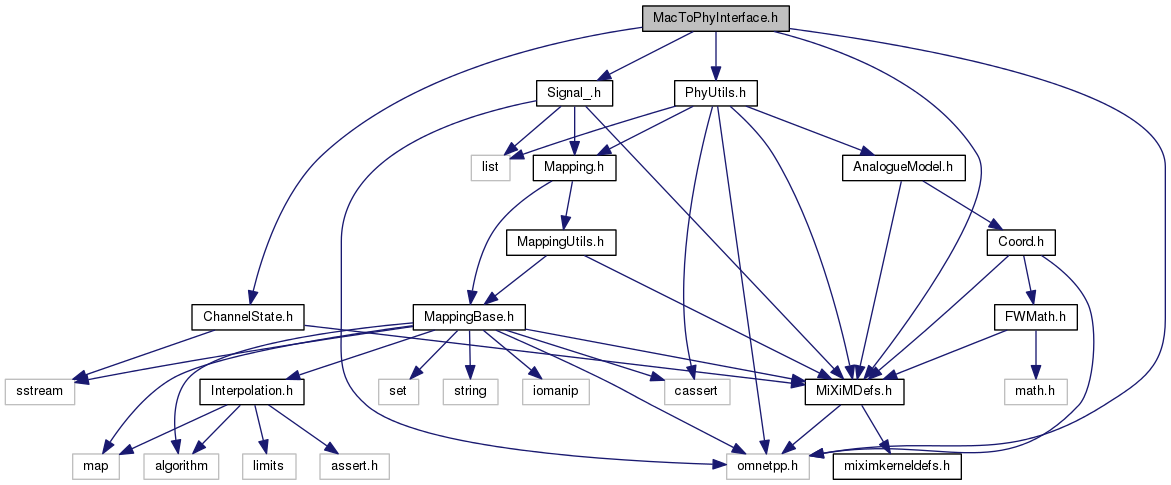 MacToPhyInterface.h
Signal_.h
PhyUtils.h
list
Mapping.h
AnalogueModel.h
MappingUtils.h
Coord.h
ChannelState.h
MappingBase.h
FWMath.h
sstream
Interpolation.h
set
string
iomanip
cassert
MiXiMDefs.h
math.h
map
algorithm
limits
assert.h
omnetpp.h
miximkerneldefs.h